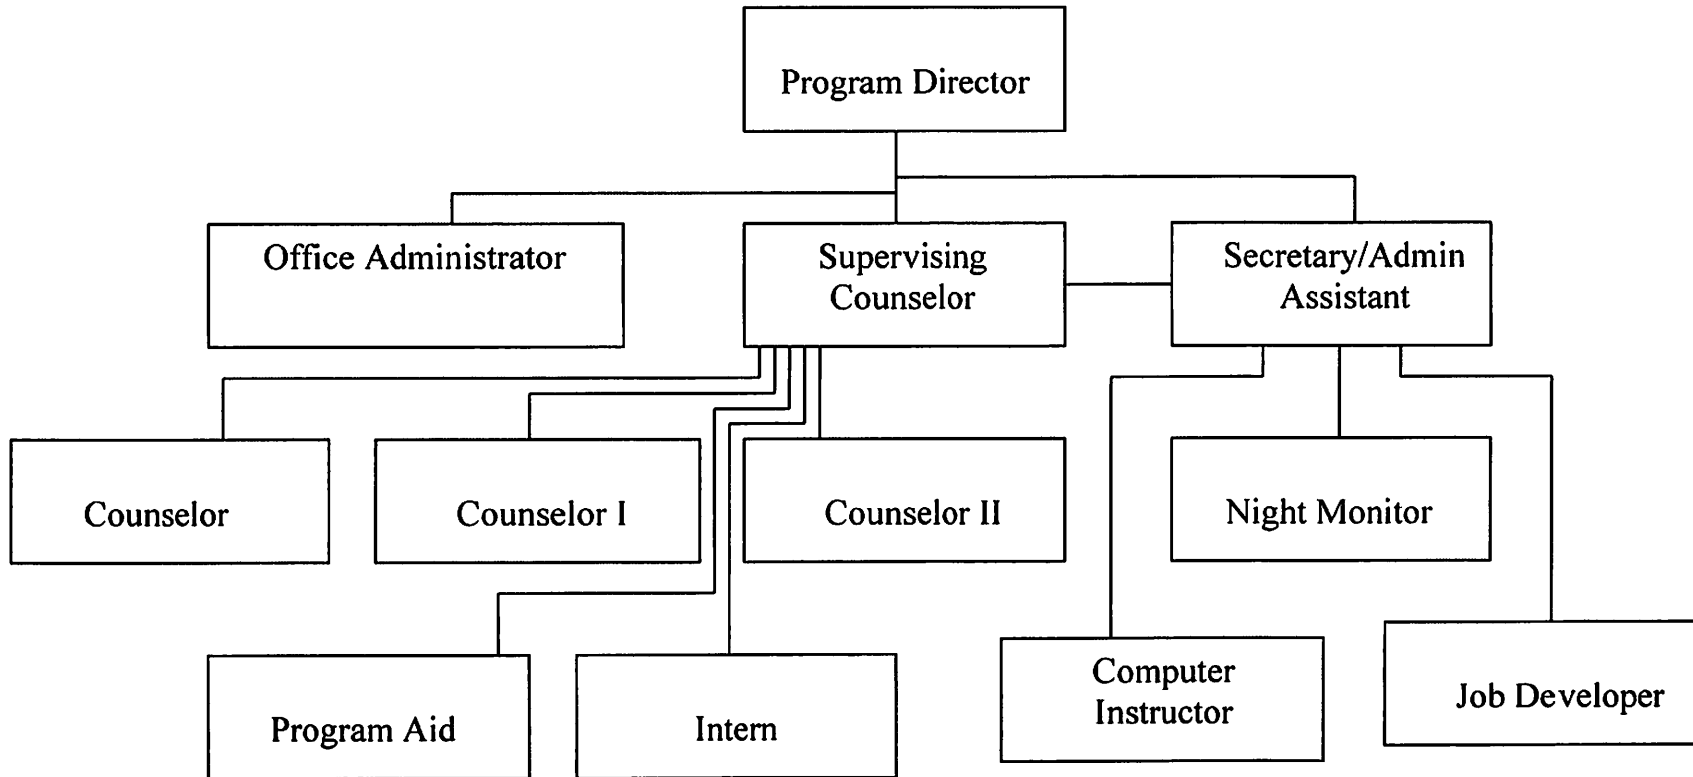 Program Director
Office Administrator
Supervising
Counselor
Secretary/Admin
Assistant
Counselor
Counselor I
Counselor II
Night Monitor
Program Aid
Intern
Computer
Instructor
Job Developer